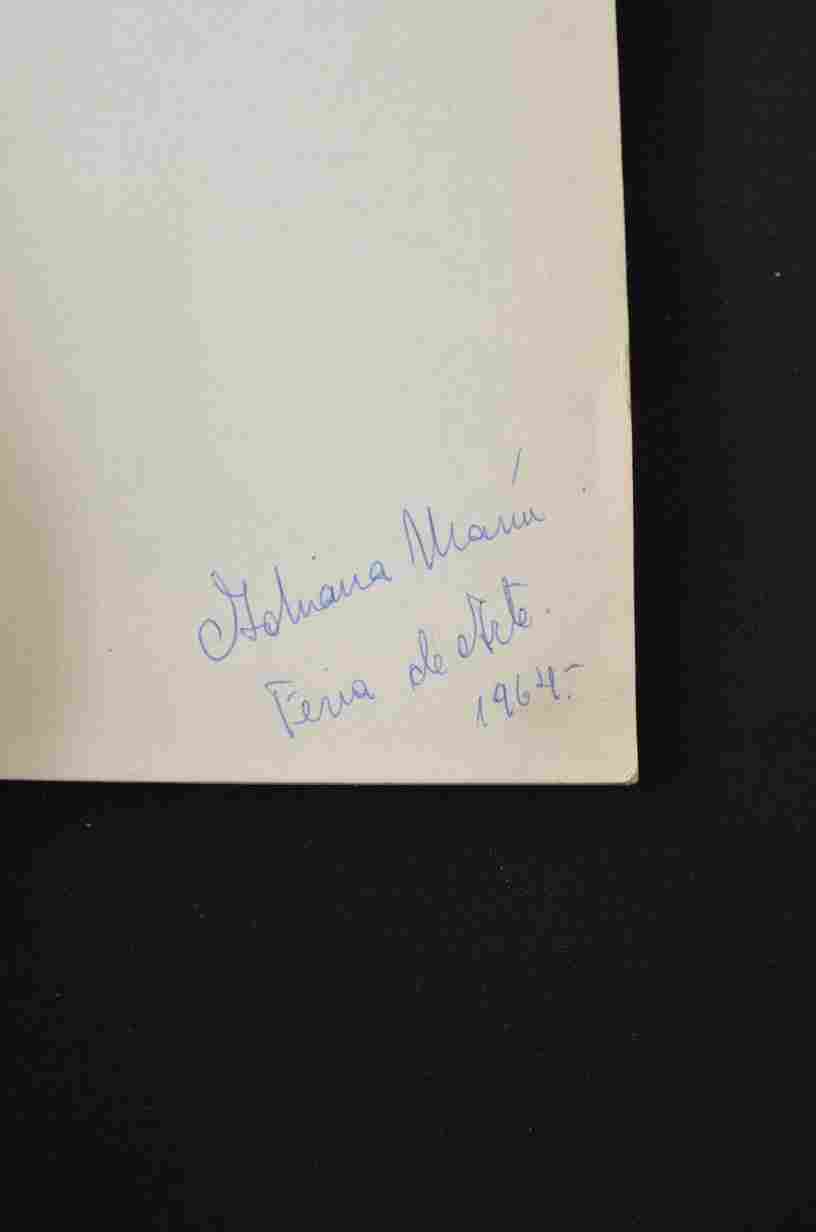 Adriana Marín
Feria de Arte.
1964.-